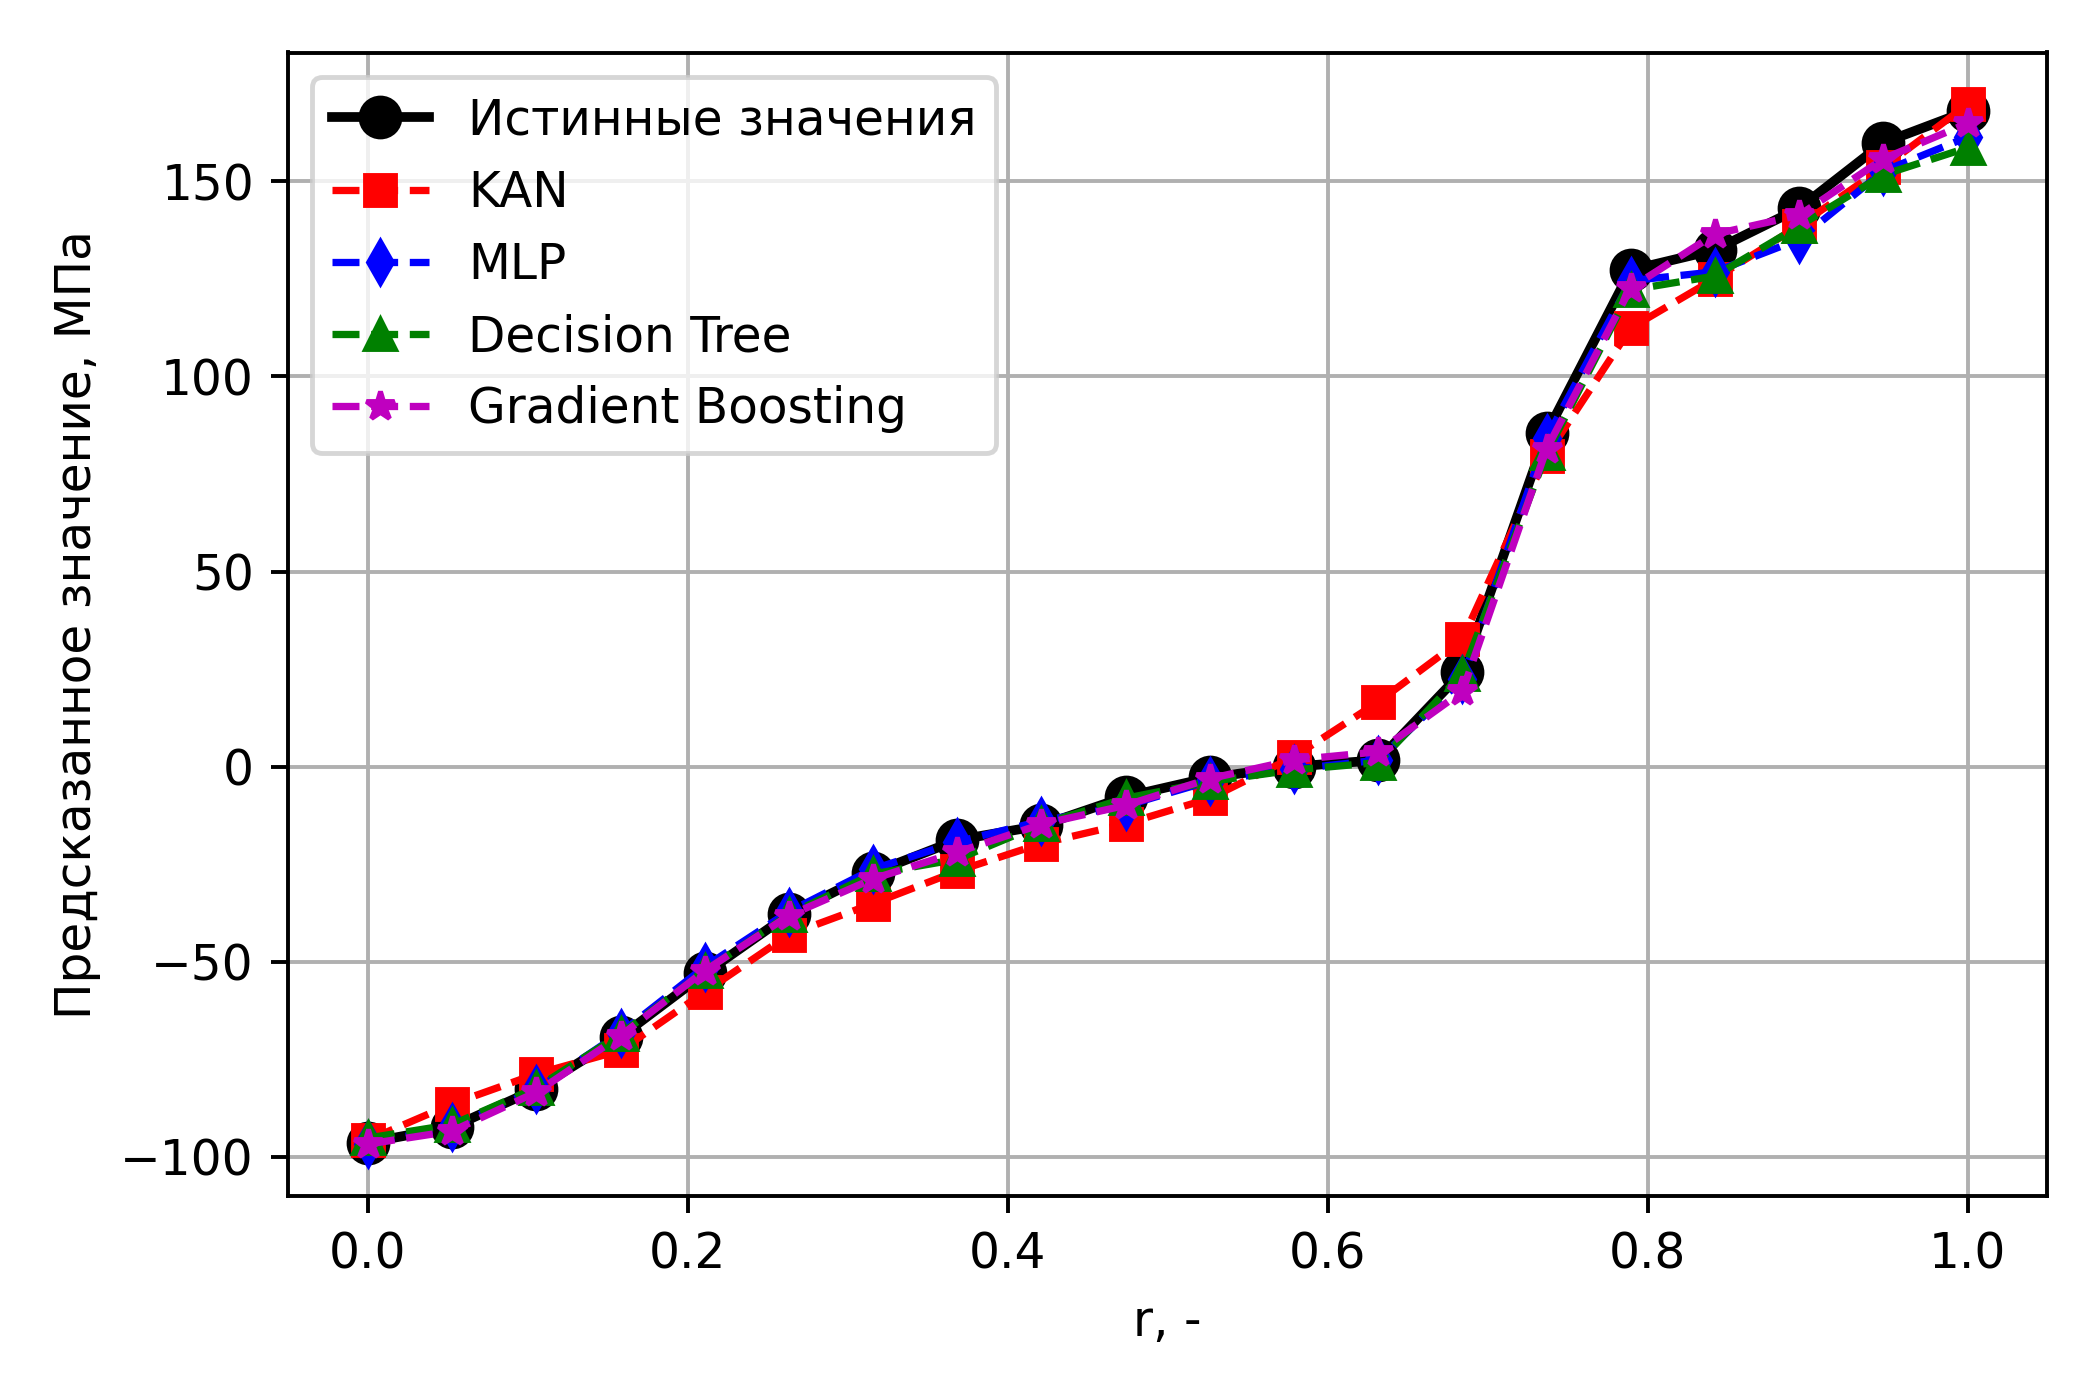 Истинные значения
KAN
MLP
Decision Tree
Gradient Boosting
Предсказанное значение, МПа
150
100
50
0
−50
−100
0.0 0.2 0.4 0.6 0.8 1.0
r, -